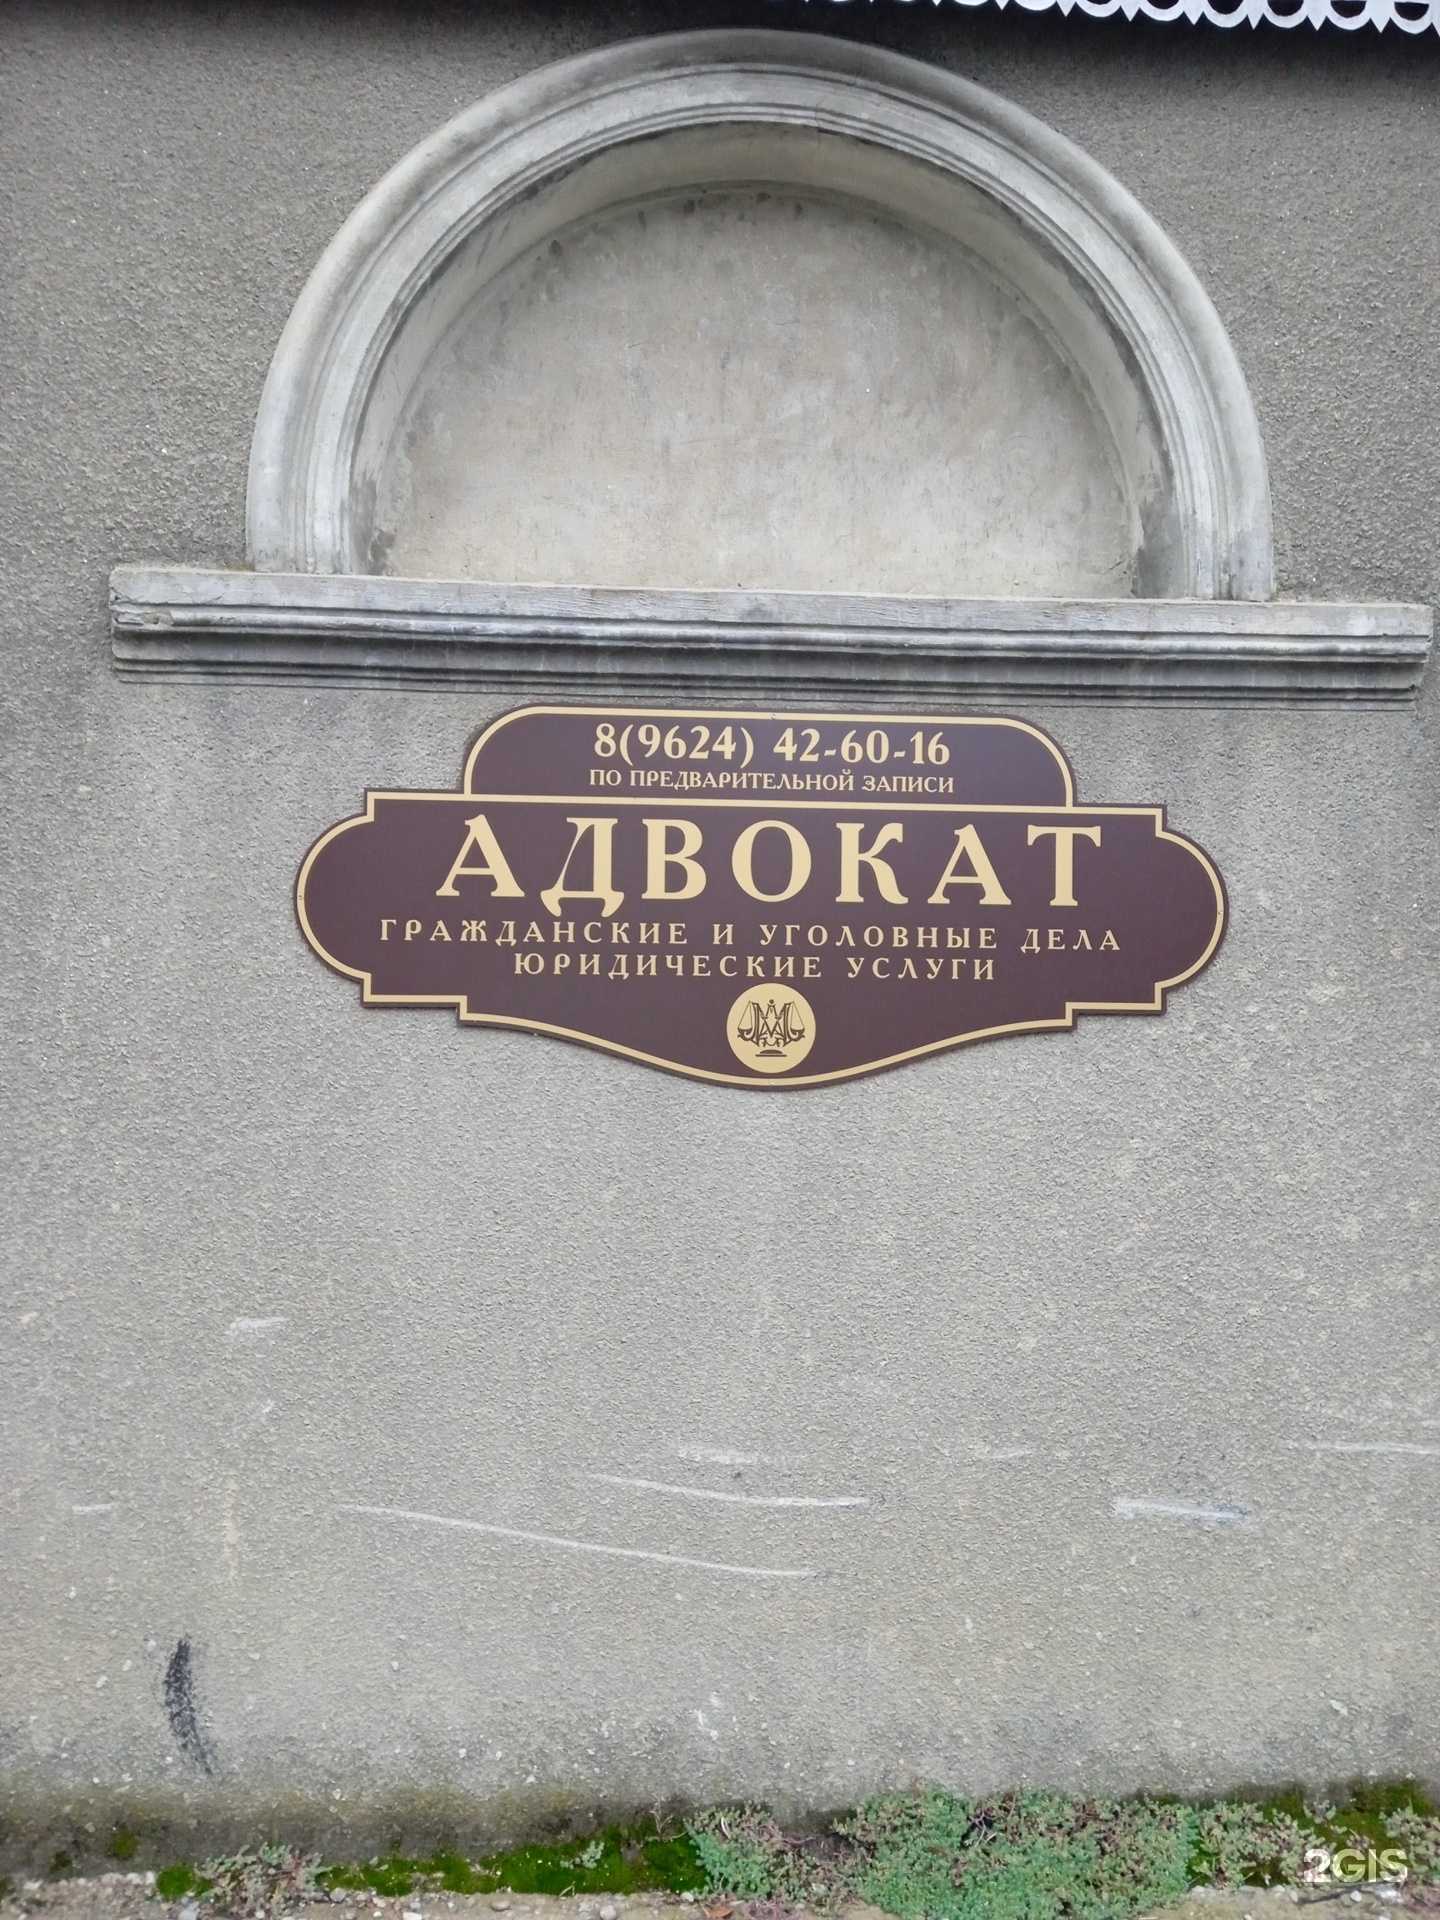 8(9624) 42-60-16
ПО ПРЕДВАРИТЕЛЬНОЙ ЗАПИСИ
АДВОКАТ
ГРАЖДАНСКИЕ И УГОЛОВНЫЕ ДЕЛА
ЮРИДИЧЕСКИЕ УСЛУГИ
2GIS